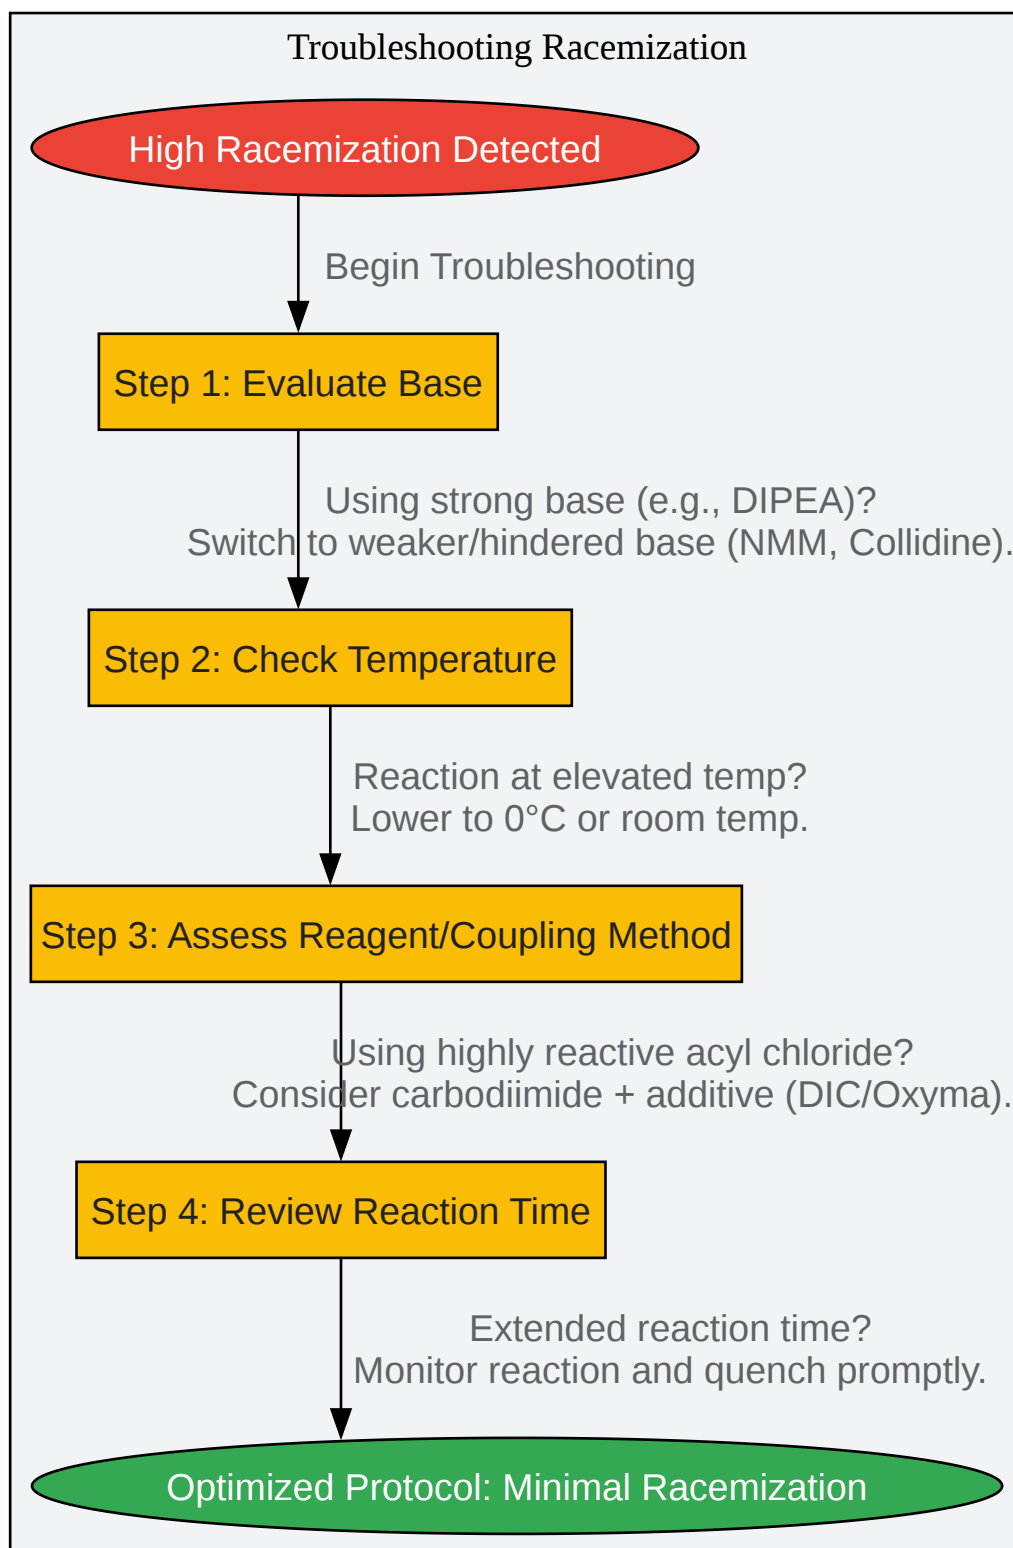 Troubleshooting Racemization
High Racemization Detected
Begin Troubleshooting
Step 1: Evaluate Base
Using strong base (e.g., DIPEA)?
Switch to weaker/hindered base (NMM, Collidine).
Step 2: Check Temperature
Reaction at elevated temp?
Lower to 0°C or room temp.
Step 3: Assess Reagent/Coupling Method
Using highly reactive acyl chloride?
Consider carbodiimide + additive (DIC/Oxyma).
Step 4: Review Reaction Time
Extended reaction time?
Monitor reaction and quench promptly.
Optimized Protocol: Minimal Racemization